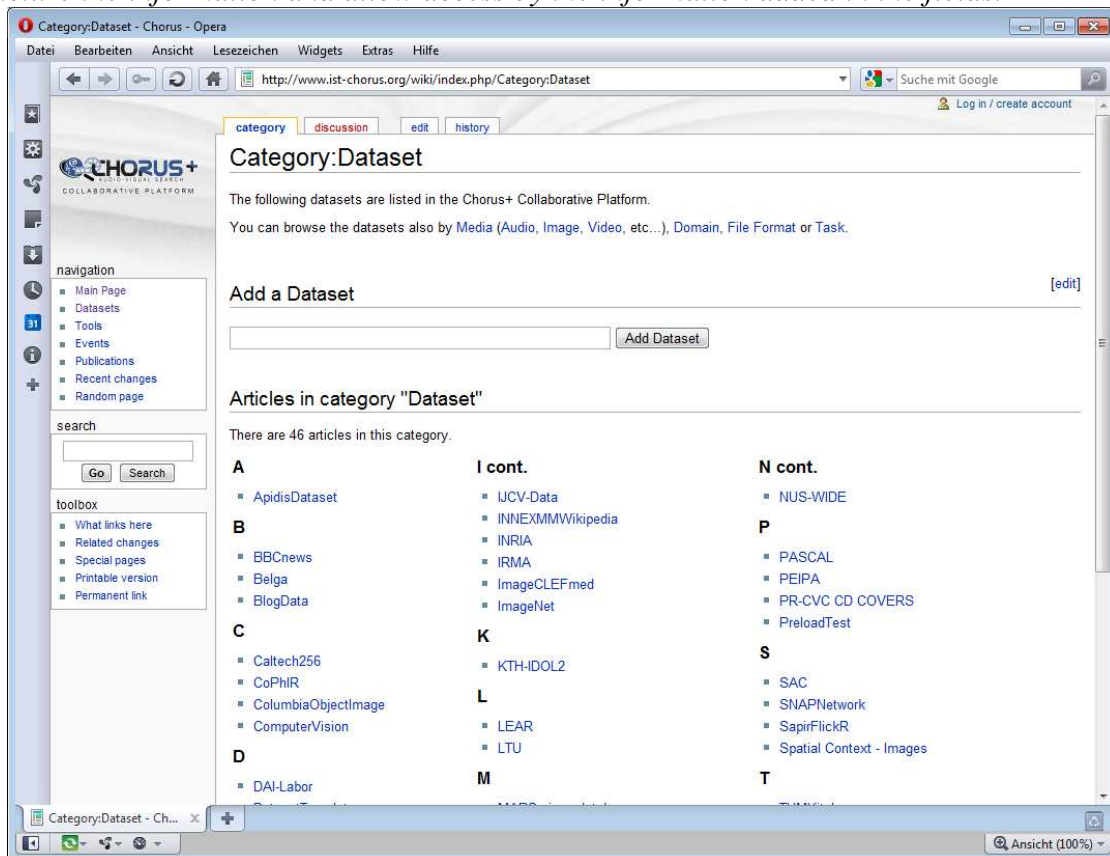 Category:Dataset - Chorus - Opera
Datei Bearbeiten Ansicht Lesezeichen Widgets Extras Hilfe
http://www.ist-chorus.org/wiki/index.php/Category:Dataset
Suche mit Google
Log in / create account
category discussion edit history
CHORUS+
AUDIO-VISUAL SEARCH
COLLABORATIVE PLATFORM
navigation
Main Page
Datasets
Tools
Events
Publications
Recent changes
Random page
search
Go Search
toolbox
What links here
Related changes
Special pages
Printable version
Permanent link
31
Category:Dataset
The following datasets are listed in the Chorus+ Collaborative Platform.
You can browse the datasets also by Media (Audio, Image, Video, etc...), Domain, File Format or Task.
Add a Dataset
[edit]
Add Dataset
Articles in category "Dataset"
There are 46 articles in this category.
A
ApidisDataset
B
BBCnews
Belga
BlogData
C
Caltech256
CoPhIR
ColumbiaObjectImage
ComputerVision
D
DAI-Labor
I cont.
IJCV-Data
INNEXMMWikipedia
INRIA
IRMA
ImageCLEFmed
ImageNet
K
KTH-IDOL2
L
LEAR
LTU
M
N cont.
NUS-WIDE
P
PASCAL
PEIPA
PR-CVC CD COVERS
PreloadTest
S
SAC
SNAPNetwork
SapirFlickR
Spatial Context - Images
T
Category:Dataset - Ch...
Ansicht (100%)